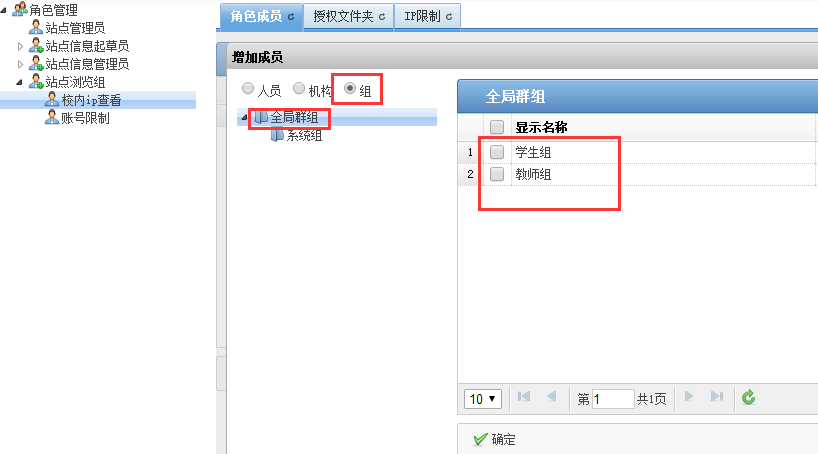 角色管理
站点管理员
站点信息起草员
站点信息管理员
站点浏览组
校内ip查看
账号限制
角色成员 授权文件夹 IP限制
增加成员
人员 机构 组
全局群组
系统组
全局群组
显示名称
1 学生组
2 教师组
10 第 1 共1页
确定